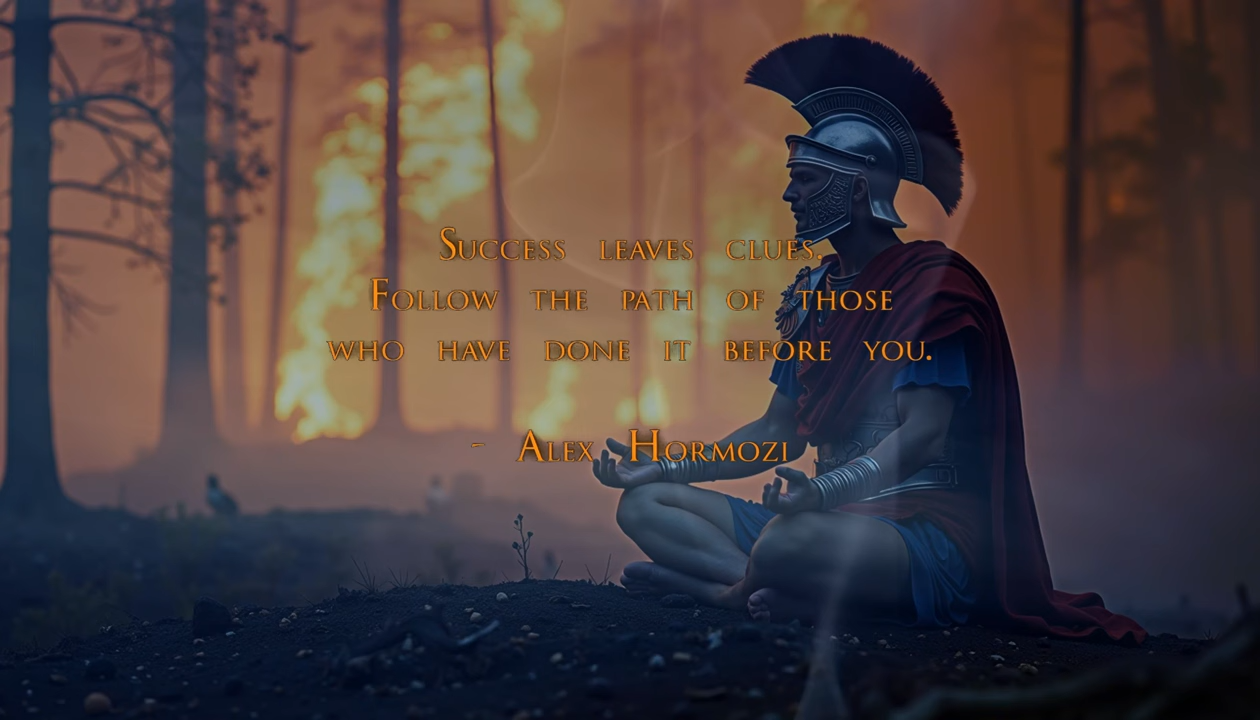 Success leaves clues.
Follow the path of those
who have done it before you.
- Alex Hormozi